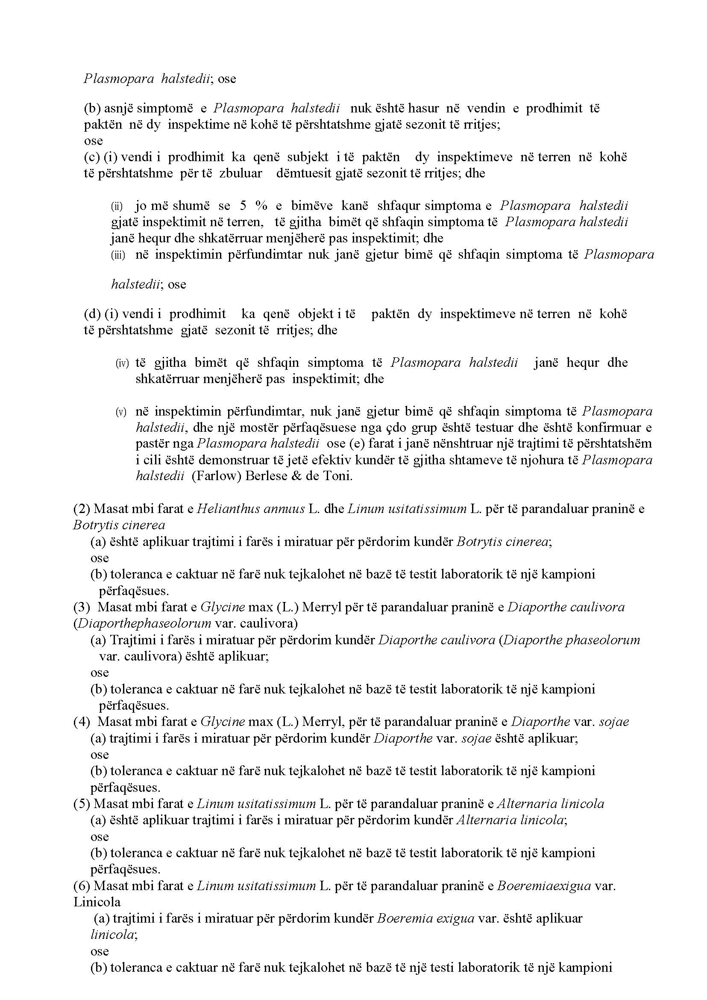 Plasmopara halstedii; ose
(b) asnjë simptomë e Plasmopara halstedii nuk është hasur në vendin e prodhimit të
paktën në dy inspektime në kohë të përshtatshme gjatë sezonit të rritjes;
ose
(c) (i) vendi i prodhimit ka qenë subjekt i të paktën dy inspektimeve në terren në kohë
të përshtatshme për të zbuluar dëmtuesit gjatë sezonit të rritjes; dhe
(ii) jo më shumë se 5 % e bimëve kanë shfaqur simptoma e Plasmopara halstedii
gjatë inspektimit në terren, të gjitha bimët që shfaqin simptoma të Plasmopara halstedii
janë hequr dhe shkatërruar menjëherë pas inspektimit; dhe
(iii) në inspektimin përfundimtar nuk janë gjetur bimë që shfaqin simptoma të Plasmopara
halstedii; ose
(d) (i) vendi i prodhimit ka qenë objekt i të paktën dy inspektimeve në terren në kohë
të përshtatshme gjatë sezonit të rritjes; dhe
(iv) të gjitha bimët që shfaqin simptoma të Plasmopara halstedii janë hequr dhe
shkatërruar menjëherë pas inspektimit; dhe
(v) në inspektimin përfundimtar, nuk janë gjetur bimë që shfaqin simptoma të Plasmopara
halstedii, dhe një mostër përfaqësuese nga çdo grup është testuar dhe është konfirmuar e
pastër nga Plasmopara halstedii ose (e) farat i janë nënshtruar një trajtimi të përshtatshëm
i cili është demonstruar të jetë efektiv kundër të gjitha shtameve të njohura të Plasmopara
halstedii (Farlow) Berlese & de Toni.
(2) Masat mbi farat e Helianthus annuus L. dhe Linum usitatissimum L. për të parandaluar praninë e
Botrytis cinerea
(a) është aplikuar trajtimi i farës i miratuar për përdorim kundër Botrytis cinerea;
ose
(b) toleranca e caktuar në farë nuk tejkalohet në bazë të testit laboratorik të një kampioni
përfaqësues.
(3) Masat mbi farat e Glycine max (L.) Merryl për të parandaluar praninë e Diaporthe caulivora
(Diaporthephaseolorum var. caulivora)
(a) Trajtimi i farës i miratuar për përdorim kundër Diaporthe caulivora (Diaporthe phaseolorum
var. caulivora) është aplikuar;
ose
(b) toleranca e caktuar në farë nuk tejkalohet në bazë të testit laboratorik të një kampioni
përfaqësues.
(4) Masat mbi farat e Glycine max (L.) Merryl, për të parandaluar praninë e Diaporthe var. sojae
(a) trajtimi i farës i miratuar për përdorim kundër Diaporthe var. sojae është aplikuar;
ose
(b) toleranca e caktuar në farë nuk tejkalohet në bazë të testit laboratorik të një kampioni
përfaqësues.
(5) Masat mbi farat e Linum usitatissimum L. për të parandaluar praninë e Alternaria linicola
(a) është aplikuar trajtimi i farës i miratuar për përdorim kundër Alternaria linicola;
ose
(b) toleranca e caktuar në farë nuk tejkalohet në bazë të testit laboratorik të një kampioni
përfaqësues.
(6) Masat mbi farat e Linum usitatissimum L. për të parandaluar praninë e Boeremiaexigua var.
Linicola
(a) trajtimi i farës i miratuar për përdorim kundër Boeremia exigua var. është aplikuar
linicola;
ose
(b) toleranca e caktuar në farë nuk tejkalohet në bazë të një testi laboratorik të një kampioni